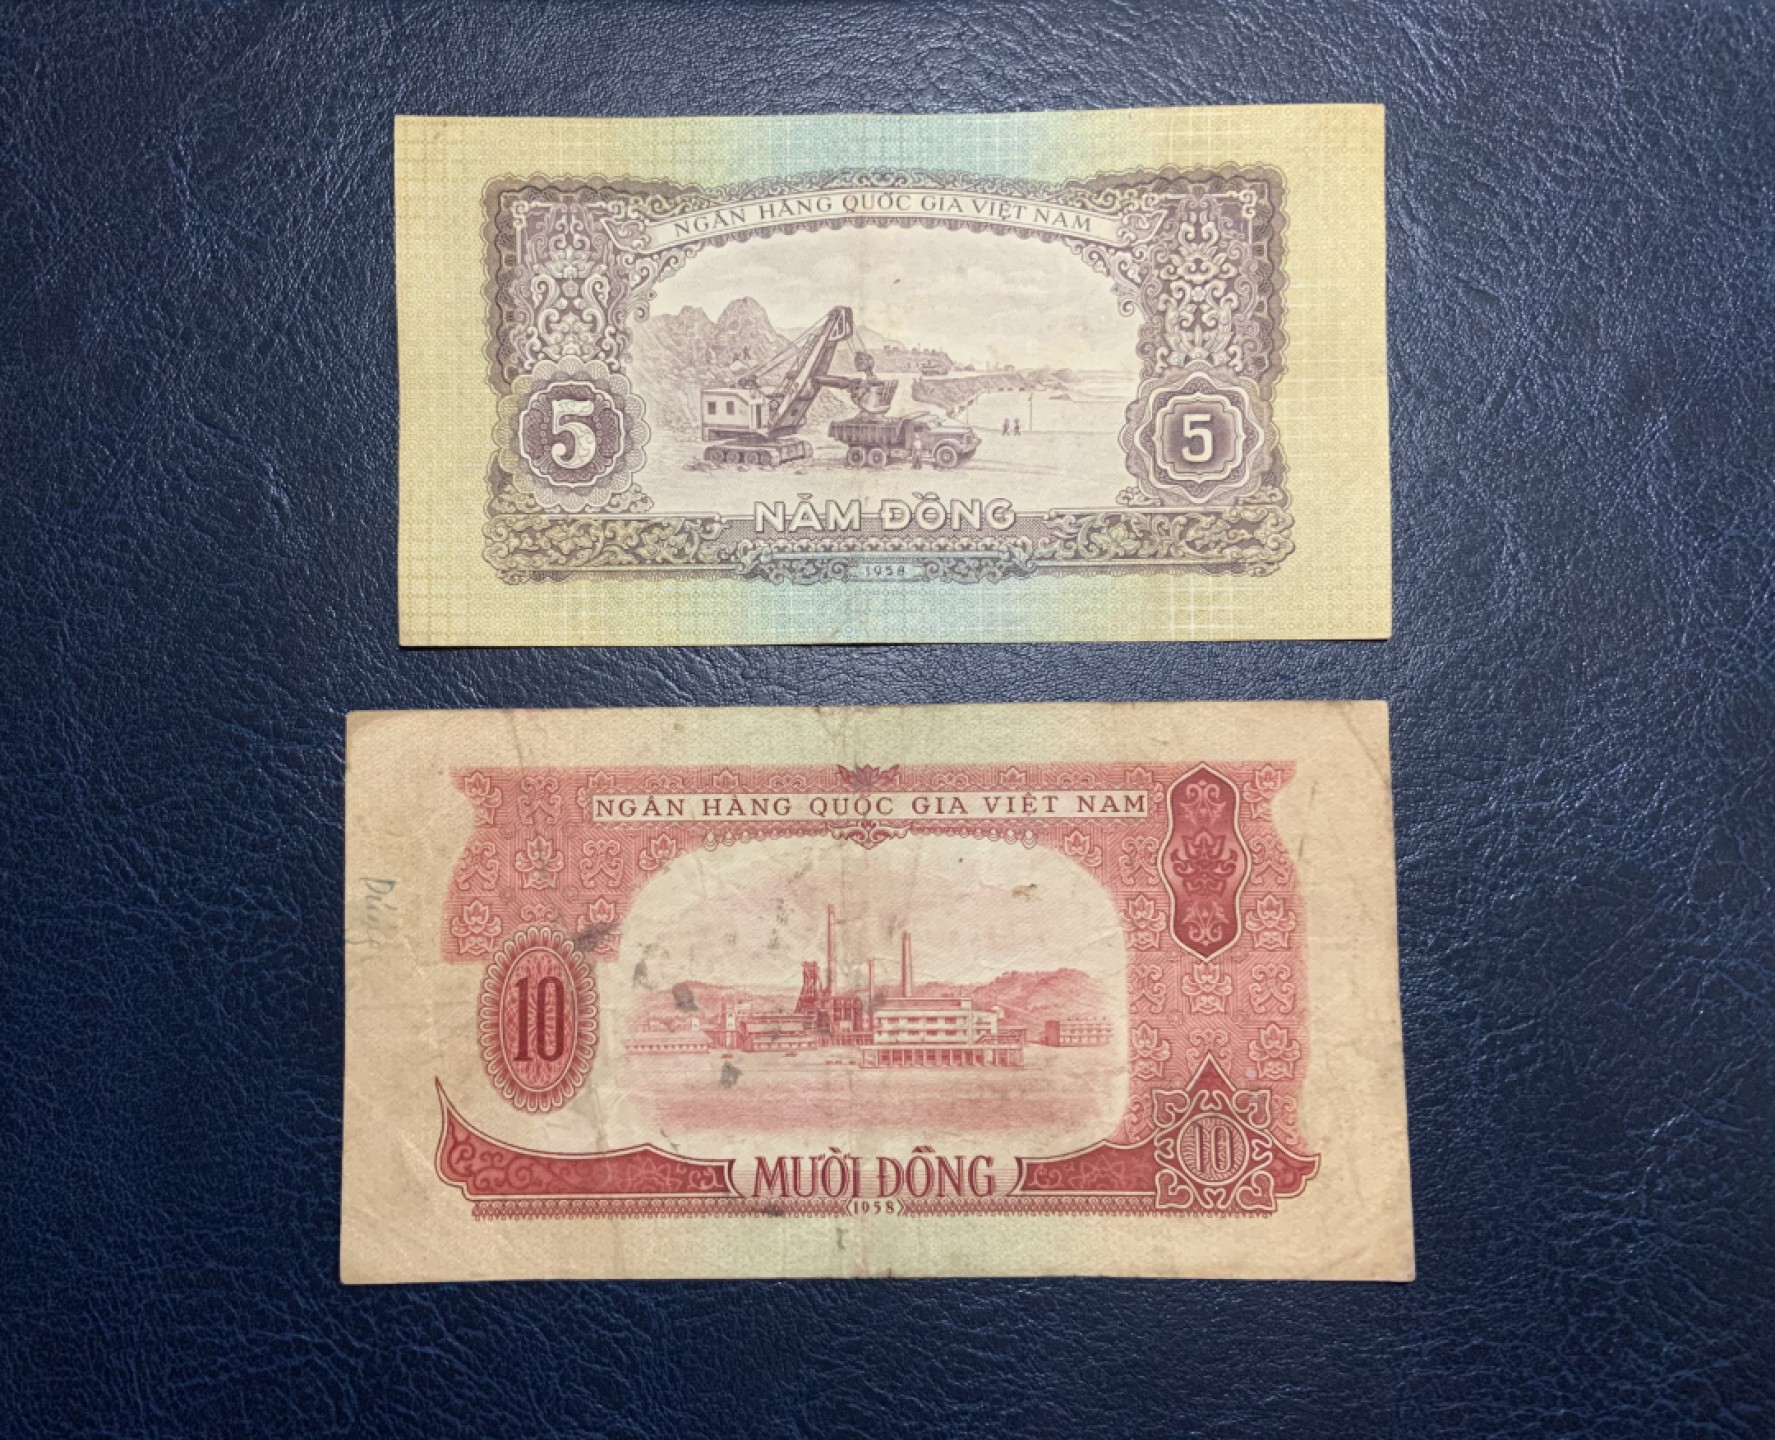 NGÂN HÀNG QUỐC GIA VIỆT NAM
5
5
NĂM ĐỒNG
1958
NGÂN HÀNG QUỐC GIA VIỆT NAM
10
10
MƯỜI ĐỒNG
1958